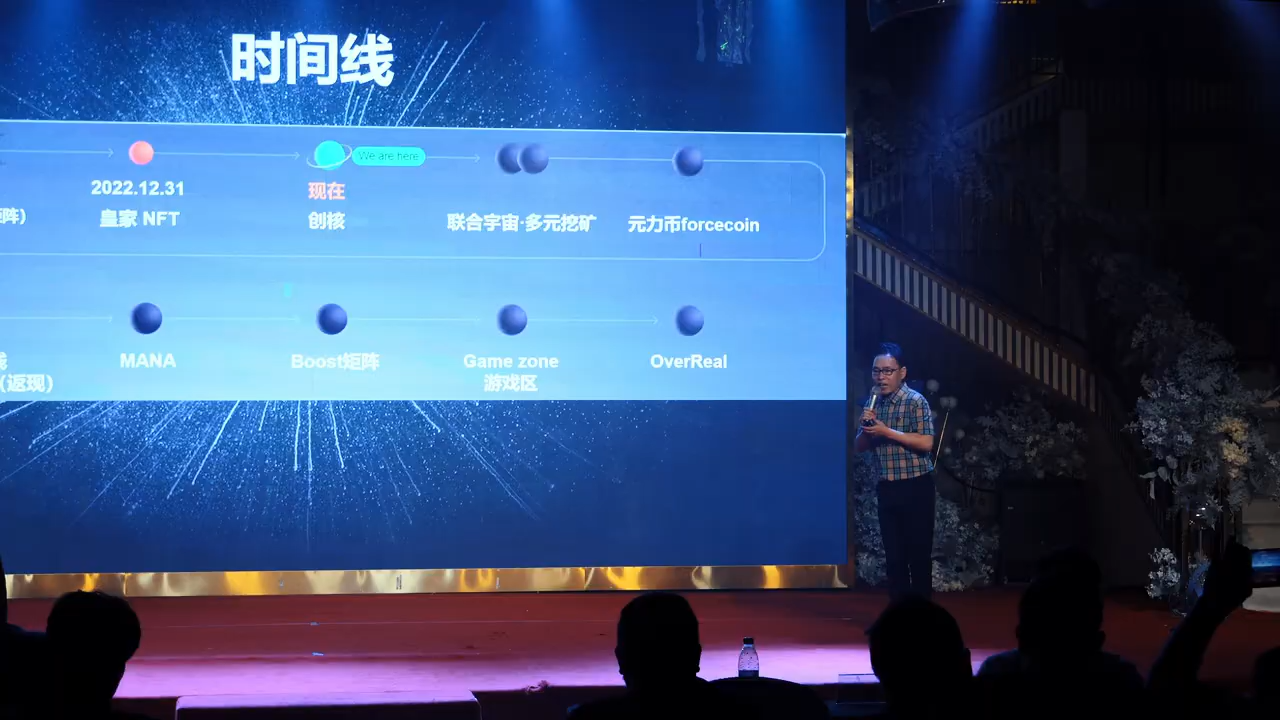 时间线
We are here
2022.12.31
现在
阵）
皇家 NFT
创核
联合宇宙·多元挖矿
元力币forcecoin
MANA
Boost矩阵
Game zone
OverReal
（返现）
游戏区